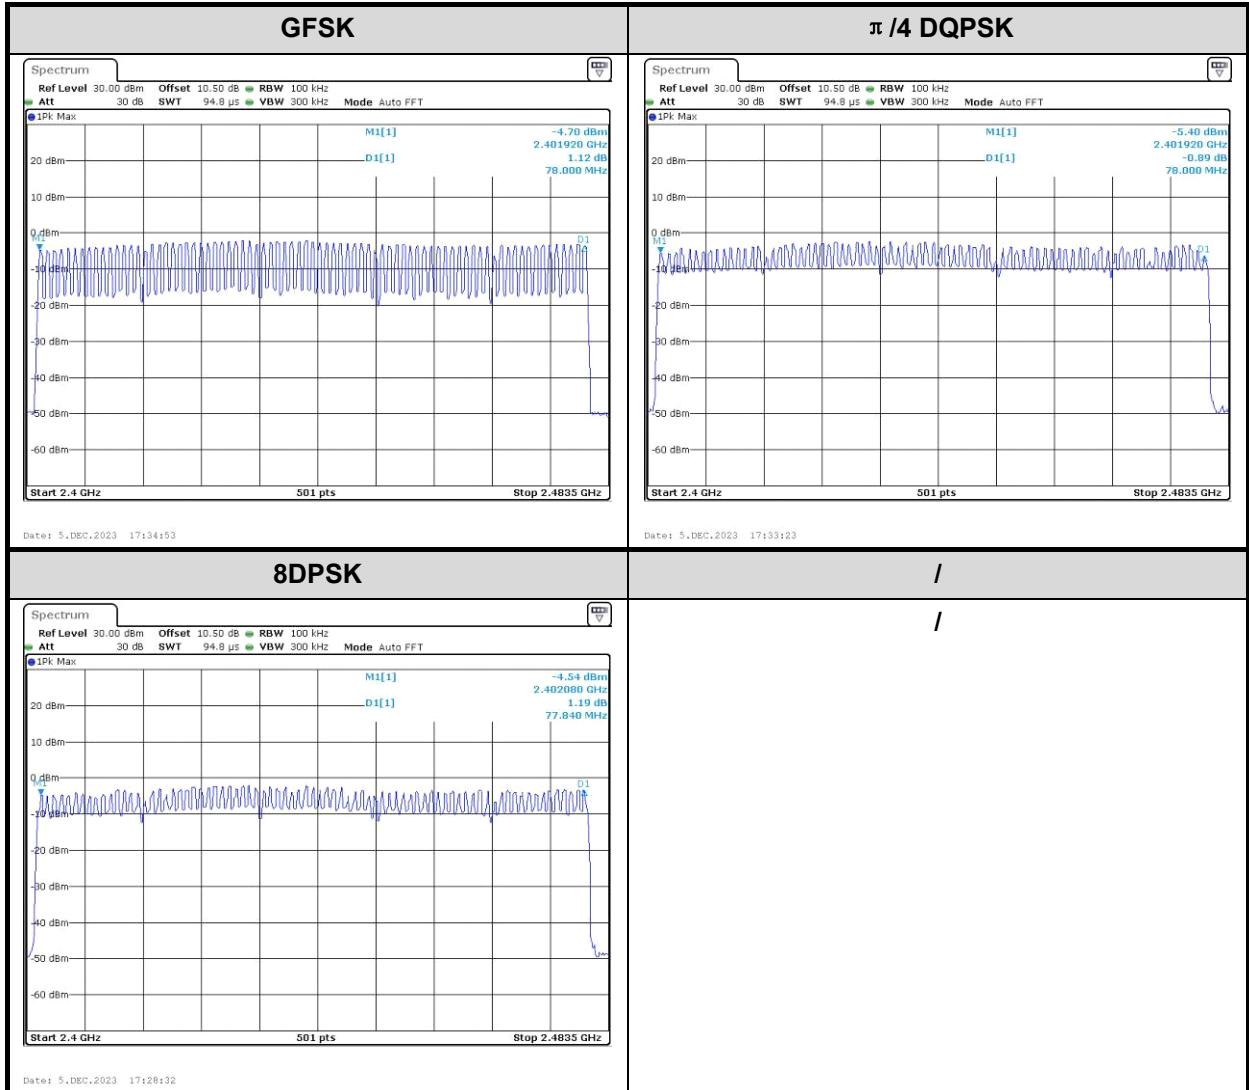 GFSK
Spectrum
Ref Level 30.00 dBm Offset 10.50 dB RBW 100 kHz
Att 30 dB SWT 94.8 µs VBW 300 kHz Mode Auto FFT
1Pk Max
M1[1] -4.70 dBm
2.401920 GHz
D1[1] 1.12 dB
78.000 MHz
20 dBm
10 dBm
0 dBm
M1
D1
-10 dBm
-20 dBm
-30 dBm
-40 dBm
-50 dBm
-60 dBm
Start 2.4 GHz 501 pts Stop 2.4835 GHz
Date: 5.DEC.2023 17:34:53
π/4 DQPSK
Spectrum
Ref Level 30.00 dBm Offset 10.50 dB RBW 100 kHz
Att 30 dB SWT 94.8 µs VBW 300 kHz Mode Auto FFT
1Pk Max
M1[1] -5.40 dBm
2.401920 GHz
D1[1] -0.89 dB
78.000 MHz
20 dBm
10 dBm
0 dBm
M1
D1
-10 dBm
-20 dBm
-30 dBm
-40 dBm
-50 dBm
-60 dBm
Start 2.4 GHz 501 pts Stop 2.4835 GHz
Date: 5.DEC.2023 17:33:23
8DPSK
Spectrum
Ref Level 30.00 dBm Offset 10.50 dB RBW 100 kHz
Att 30 dB SWT 94.8 µs VBW 300 kHz Mode Auto FFT
1Pk Max
M1[1] -4.54 dBm
2.402080 GHz
D1[1] 1.19 dB
77.840 MHz
20 dBm
10 dBm
0 dBm
M1
D1
-10 dBm
-20 dBm
-30 dBm
-40 dBm
-50 dBm
-60 dBm
Start 2.4 GHz 501 pts Stop 2.4835 GHz
Date: 5.DEC.2023 17:28:32
/
/